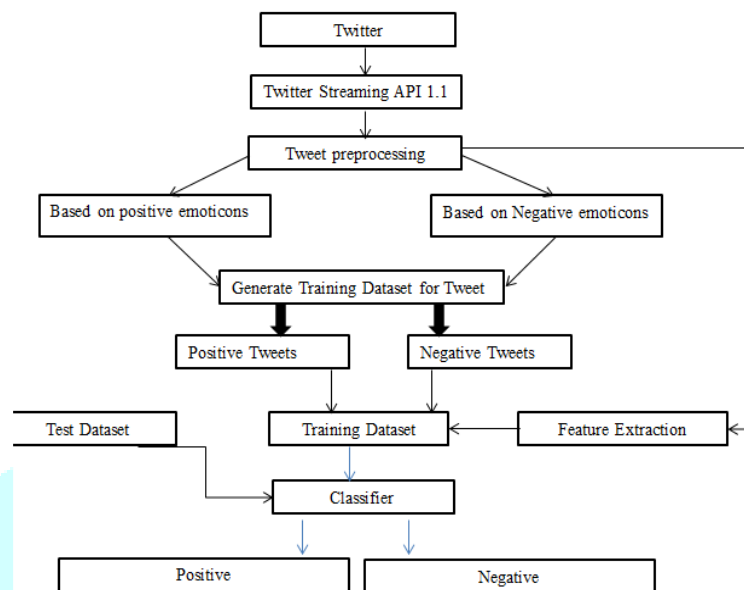 Twitter
Twitter Streaming API 1.1
Tweet preprocessing
Based on positive emoticons
Based on Negative emoticons
Generate Training Dataset for Tweet
Positive Tweets
Negative Tweets
Test Dataset
Training Dataset
Feature Extraction
Classifier
Positive
Negative